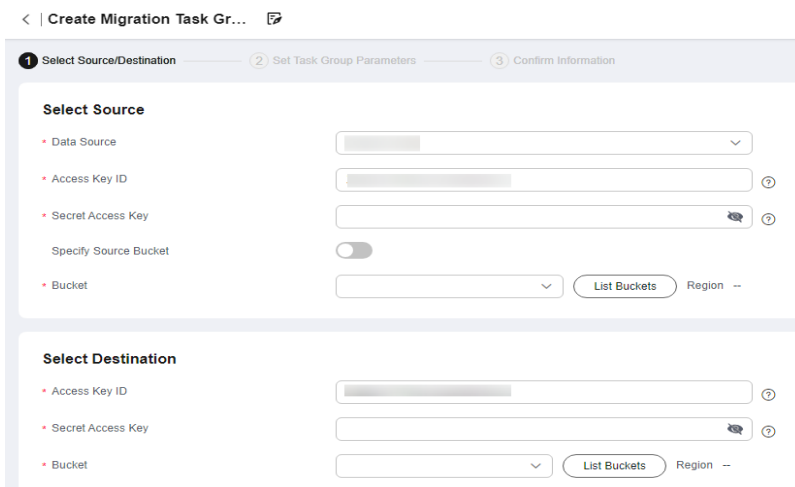 < | Create Migration Task Gr...
1 Select Source/Destination 2 Set Task Group Parameters 3 Confirm Information
Select Source
* Data Source
* Access Key ID
* Secret Access Key
Specify Source Bucket
* Bucket List Buckets Region --
Select Destination
* Access Key ID
* Secret Access Key
* Bucket List Buckets Region --